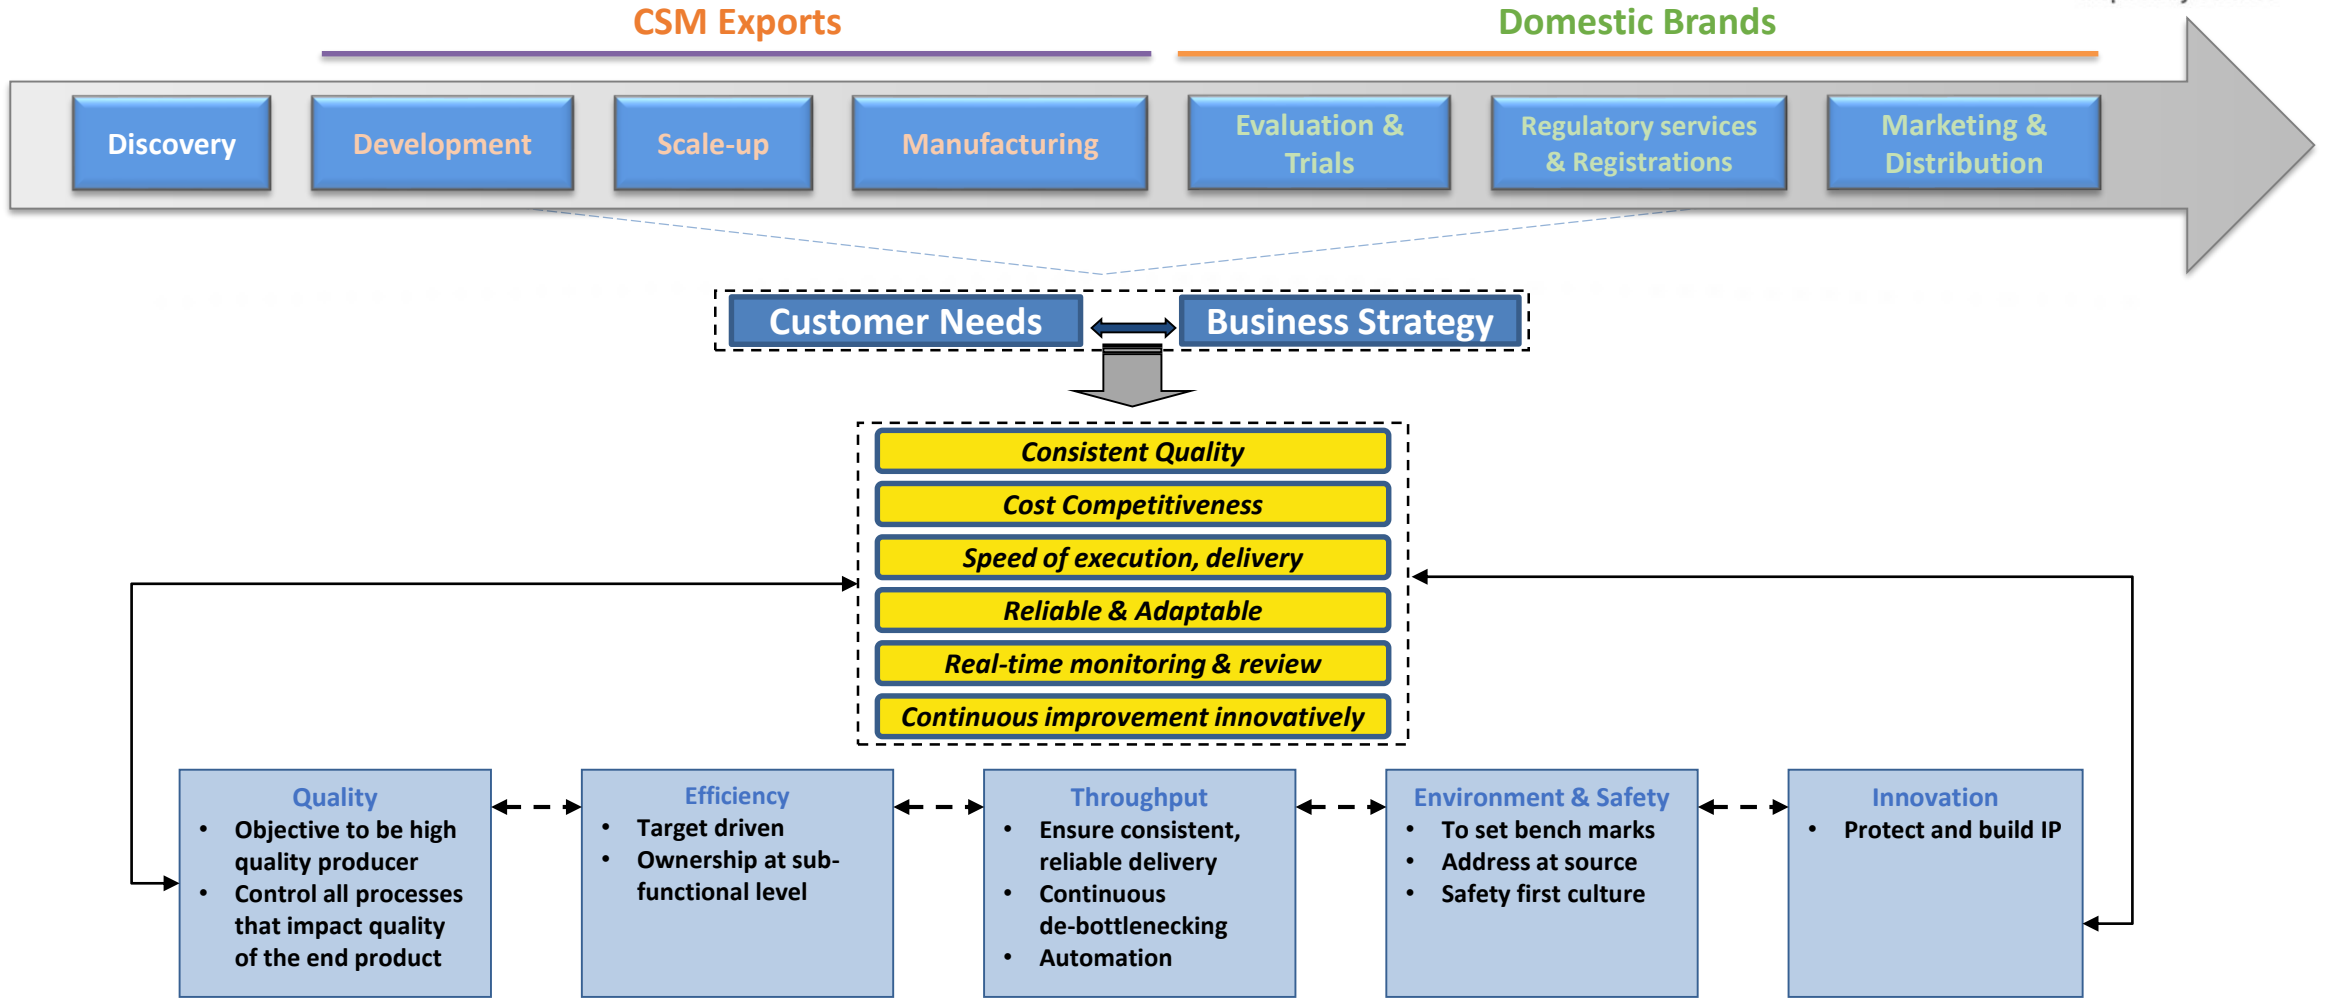 CSM Exports
Domestic Brands
Discovery
Development
Scale-up
Manufacturing
Evaluation &
Trials
Regulatory services
& Registrations
Marketing &
Distribution
Customer Needs
Business Strategy
Consistent Quality
Cost Competitiveness
Speed of execution, delivery
Reliable & Adaptable
Real-time monitoring & review
Continuous improvement innovatively
Quality
• Objective to be high
quality producer
• Control all processes
that impact quality
of the end product
Efficiency
• Target driven
• Ownership at sub-
functional level
Throughput
• Ensure consistent,
reliable delivery
• Continuous
de-bottlenecking
• Automation
Environment & Safety
• To set bench marks
• Address at source
• Safety first culture
Innovation
• Protect and build IP